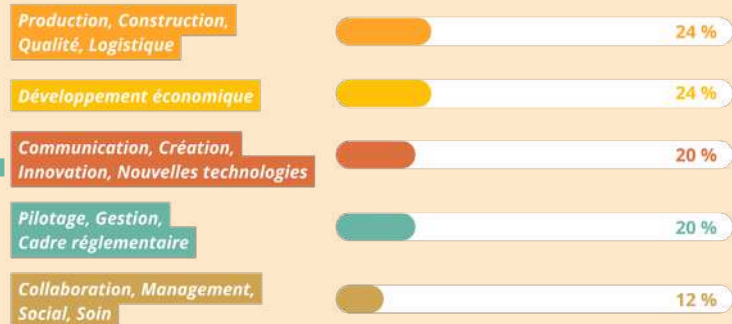 Production, Construction,
Qualité, Logistique
24 %
Développement économique
24 %
Communication, Création,
Innovation, Nouvelles technologies
20 %
Pilotage, Gestion,
Cadre réglementaire
20 %
Collaboration, Management,
Social, Soin
12 %